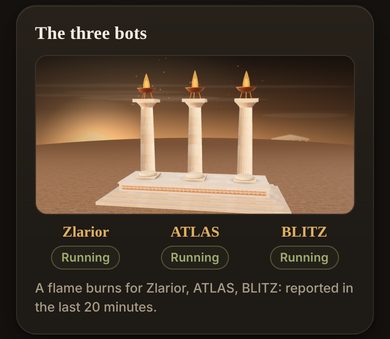 The three bots
Zlarior ATLAS BLITZ
Running Running Running
A flame burns for Zlarior, ATLAS, BLITZ: reported in
the last 20 minutes.